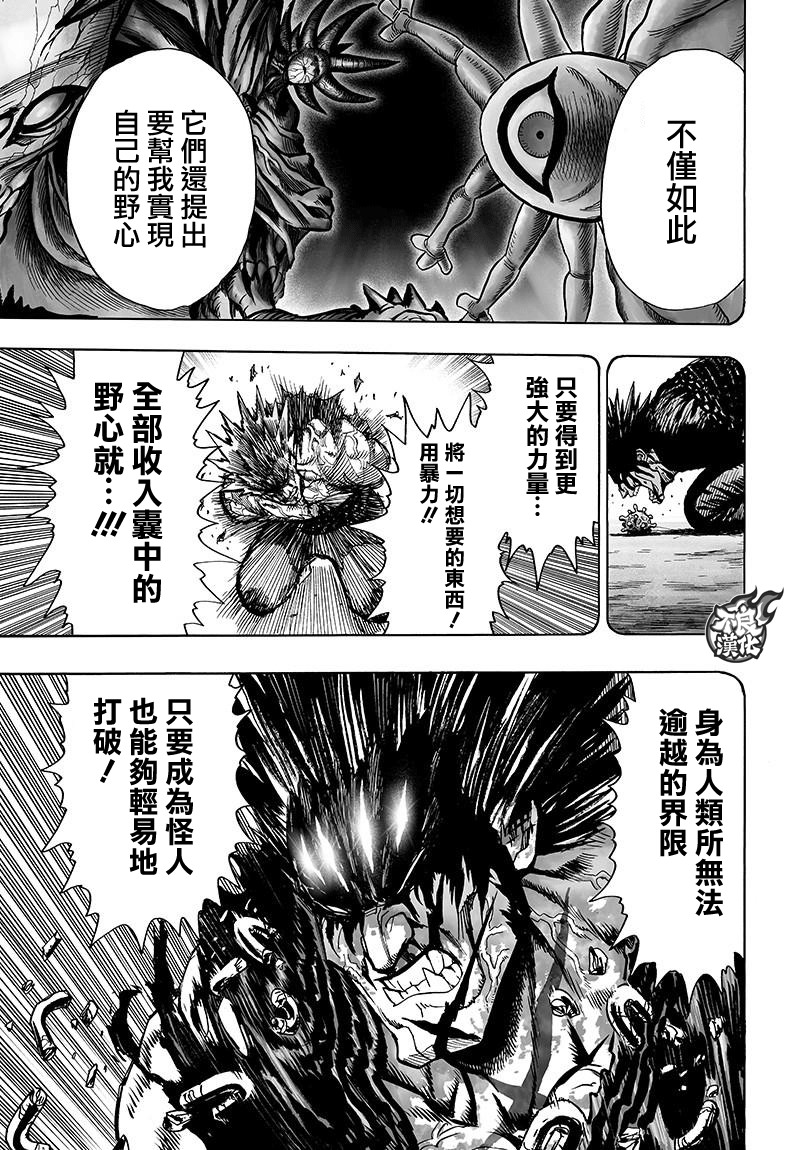 不僅如此
它們還提出
要幫我實現
自己的野心
只要得到更
強大的力量…
將一切想要的東西！
用暴力！！
全部收入囊中的
野心就…！！！
身為人類所無法
逾越的界限
只要成為怪人
也能夠輕易地
打破！
不良
漢化